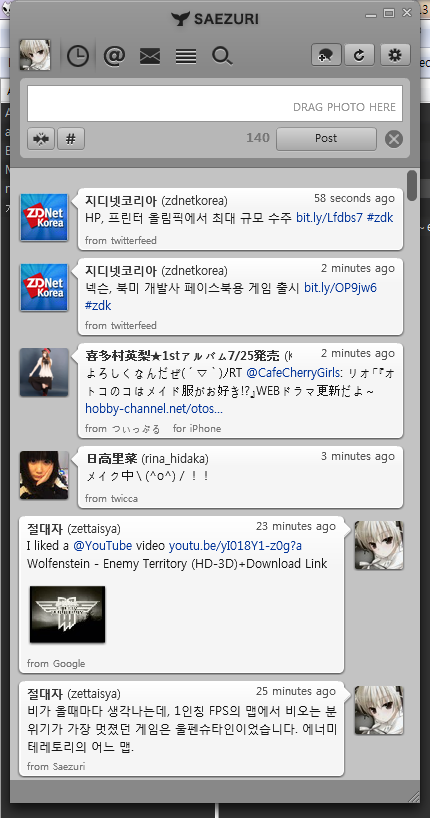 SAEZURI
@
DRAG PHOTO HERE
#
140
Post
ZDNet
Korea
지디넷코리아 (zdnetkorea)
58 seconds ago
HP, 프린터 올림픽에서 최대 규모 수주 bit.ly/Lfdbs7 #zdk
from twitterfeed
ZDNet
Korea
지디넷코리아 (zdnetkorea)
2 minutes ago
넥슨, 북미 개발사 페이스북용 게임 출시 bit.ly/OP9jw6
#zdk
from twitterfeed
喜多村英梨★1stアルバム7/25発売
2 minutes ago
よろしくなんだぜ(´▽｀)ﾉRT @CafeCherryGirls: リオ「『オ
トコのコはメイド服がお好き!?』WEBドラマ更新だよ～
hobby-channel.net/otos...
from ついっぷる for iPhone
日高里菜 (rina_hidaka)
3 minutes ago
メイク中＼(^o^)／！！
from twicca
절대자 (zettaisya)
23 minutes ago
I liked a @YouTube video youtu.be/yI018Y1-z0g?a
Wolfenstein - Enemy Territory (HD-3D)+Download Link
from Google
절대자 (zettaisya)
25 minutes ago
비가 올때마다 생각나는데, 1인칭 FPS의 맵에서 비오는 분
위기가 가장 멋졌던 게임은 울펜슈타인이었습니다. 에너미
테레토리의 어느 맵.
from Saezuri